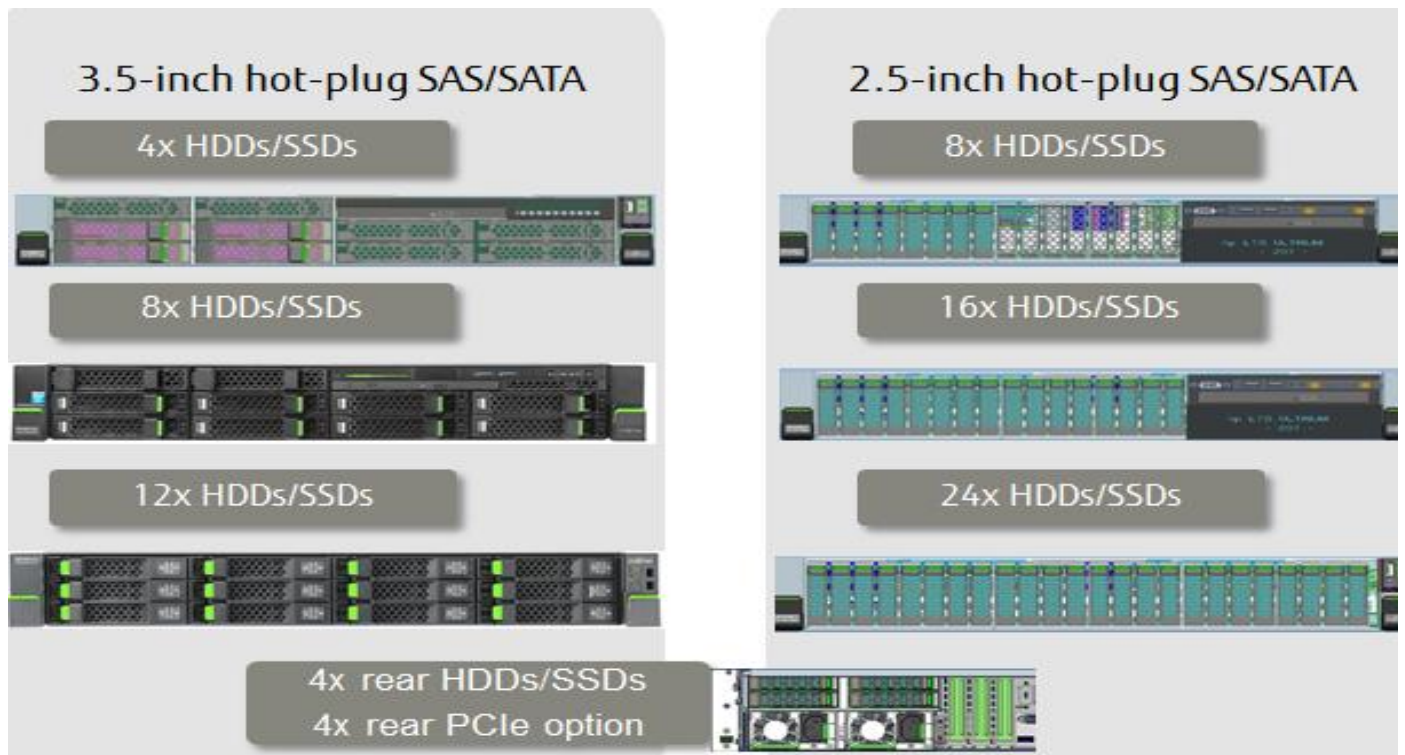 3.5-inch hot-plug SAS/SATA
4x HDDs/SSDs
8x HDDs/SSDs
12x HDDs/SSDs
2.5-inch hot-plug SAS/SATA
8x HDDs/SSDs
16x HDDs/SSDs
24x HDDs/SSDs
4x rear HDDs/SSDs
4x rear PCIe option